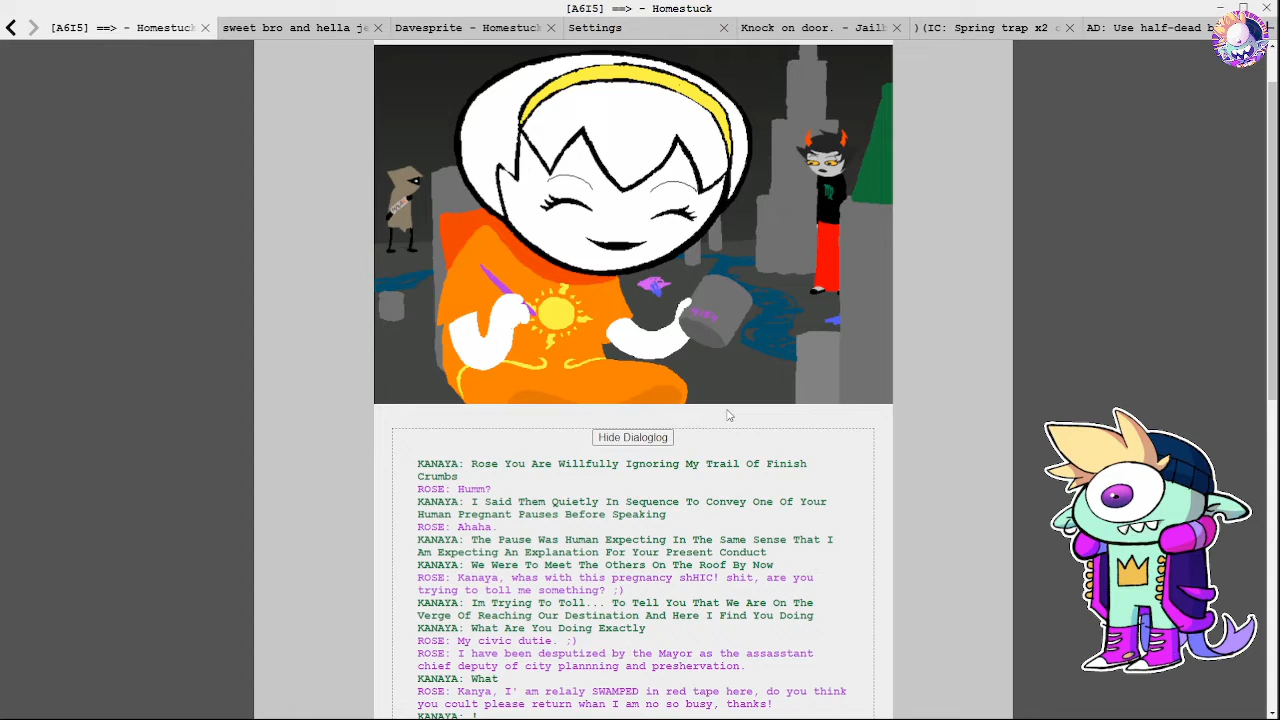 [A6I5] ==> - Homestuck
[A6I5] ==> - Homestuck
sweet bro and hella je
Davesprite - Homestuck
Settings
Knock on door. - Jailb
)(IC: Spring trap x2 c
AD: Use half-dead b
Hide Dialoglog
KANAYA: Rose You Are Willfully Ignoring My Trail Of Finish
Crumbs
ROSE: Humm?
KANAYA: I Said Them Quietly In Sequence To Convey One Of Your
Human Pregnant Pauses Before Speaking
ROSE: Ahaha.
KANAYA: The Pause Was Human Expecting In The Same Sense That I
Am Expecting An Explanation For Your Present Conduct
KANAYA: We Were To Meet The Others On The Roof By Now
ROSE: Kanaya, whas with this pregnancy shHIC! shit, are you
trying to toll me something? ;)
KANAYA: Im Trying To Toll... To Tell You That We Are On The
Verge Of Reaching Our Destination And Here I Find You Doing
KANAYA: What Are You Doing Exactly
ROSE: My civic dutie. ;)
ROSE: I have been desputized by the Mayor as the assasstant
chief deputy of city plannning and preshervation.
KANAYA: What
ROSE: Kanya, I' am relaly SWAMPED in red tape here, do you think
you coult please return whan I am no so busy, thanks!
KANAYA: !